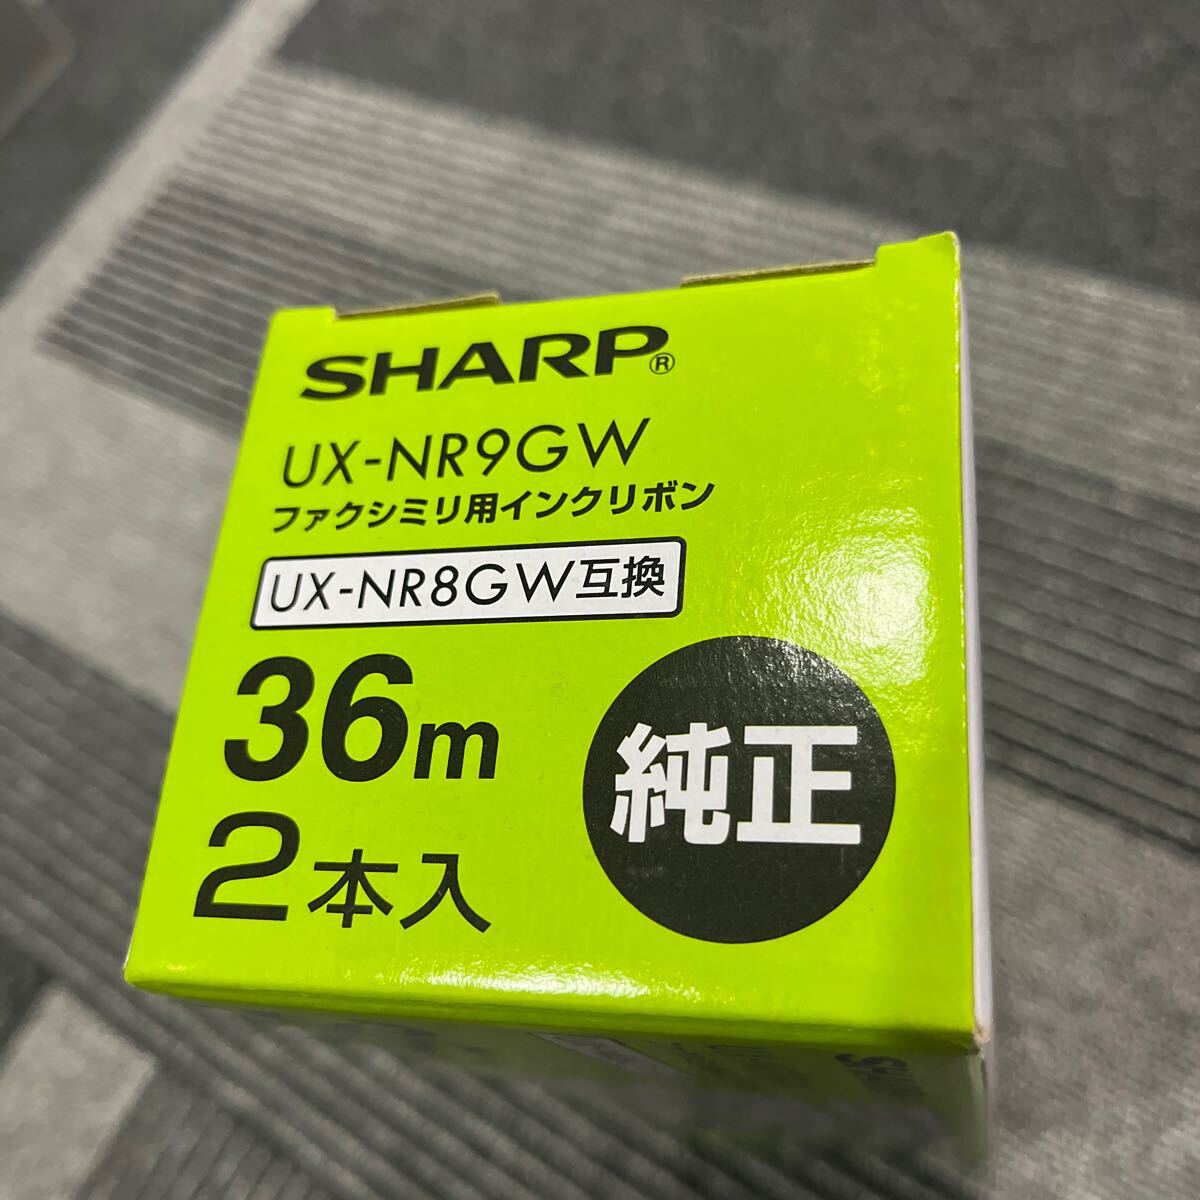 SHARP®
UX-NR9GW
ファクシミリ用インクリボン
UX-NR8GW互換
36m
2本入
純正